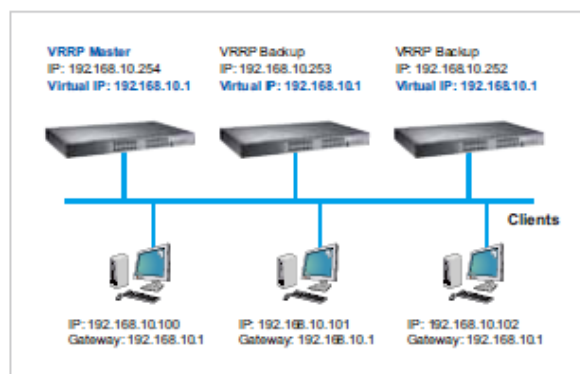 VRRP Master
IP: 192.168.10.254
Virtual IP: 192.168.10.1
VRRP Backup
IP: 192.168.10.253
Virtual IP: 192.168.10.1
VRRP Backup
IP: 192.168.10.252
Virtual IP: 192.168.10.1
Clients
IP: 192.168.10.100
Gateway: 192.168.10.1
IP: 192.168.10.101
Gateway: 192.168.10.1
IP: 192.168.10.102
Gateway: 192.168.10.1